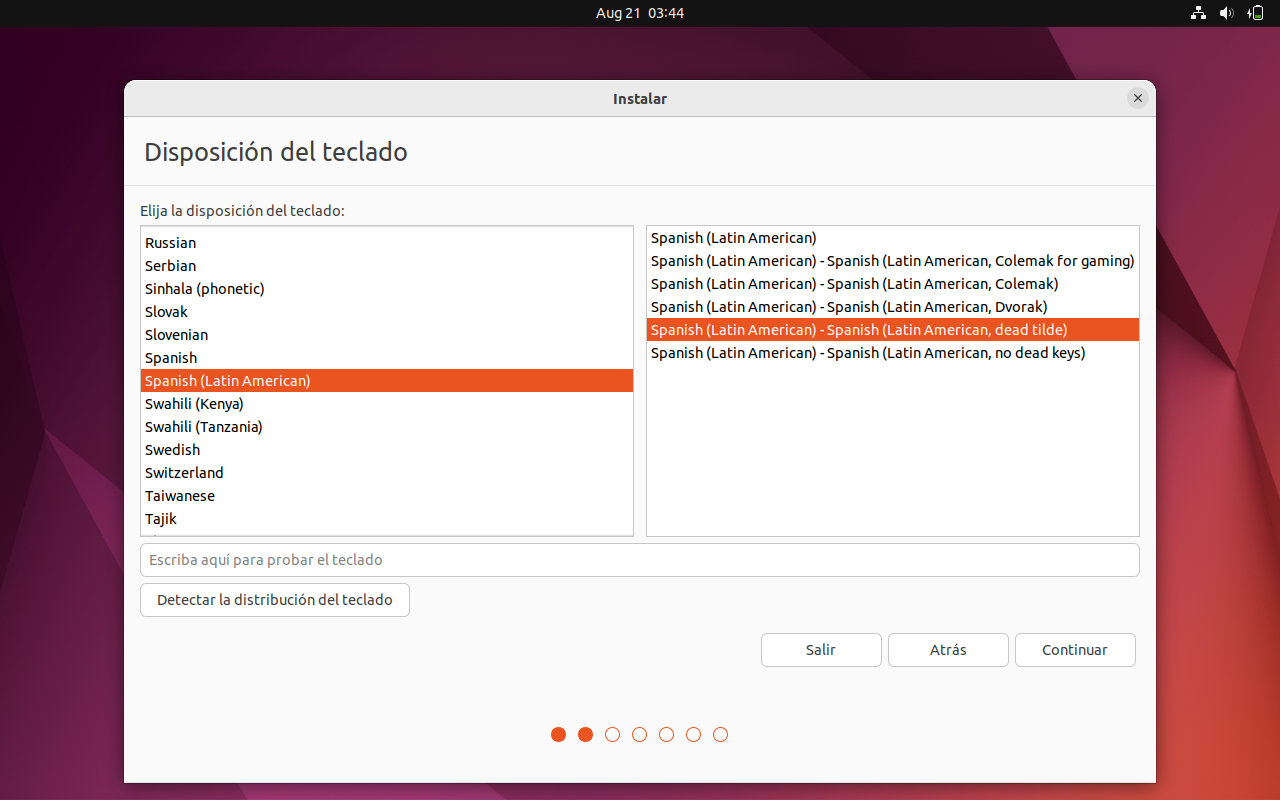 Aug 21 03:44
Instalar
Disposición del teclado
Elija la disposición del teclado:
Russian
Serbian
Sinhala (phonetic)
Slovak
Slovenian
Spanish
Spanish (Latin American)
Swahili (Kenya)
Swahili (Tanzania)
Swedish
Switzerland
Taiwanese
Tajik
Spanish (Latin American)
Spanish (Latin American) - Spanish (Latin American, Colemak for gaming)
Spanish (Latin American) - Spanish (Latin American, Colemak)
Spanish (Latin American) - Spanish (Latin American, Dvorak)
Spanish (Latin American) - Spanish (Latin American, dead tilde)
Spanish (Latin American) - Spanish (Latin American, no dead keys)
Escriba aquí para probar el teclado
Detectar la distribución del teclado
Salir
Atrás
Continuar